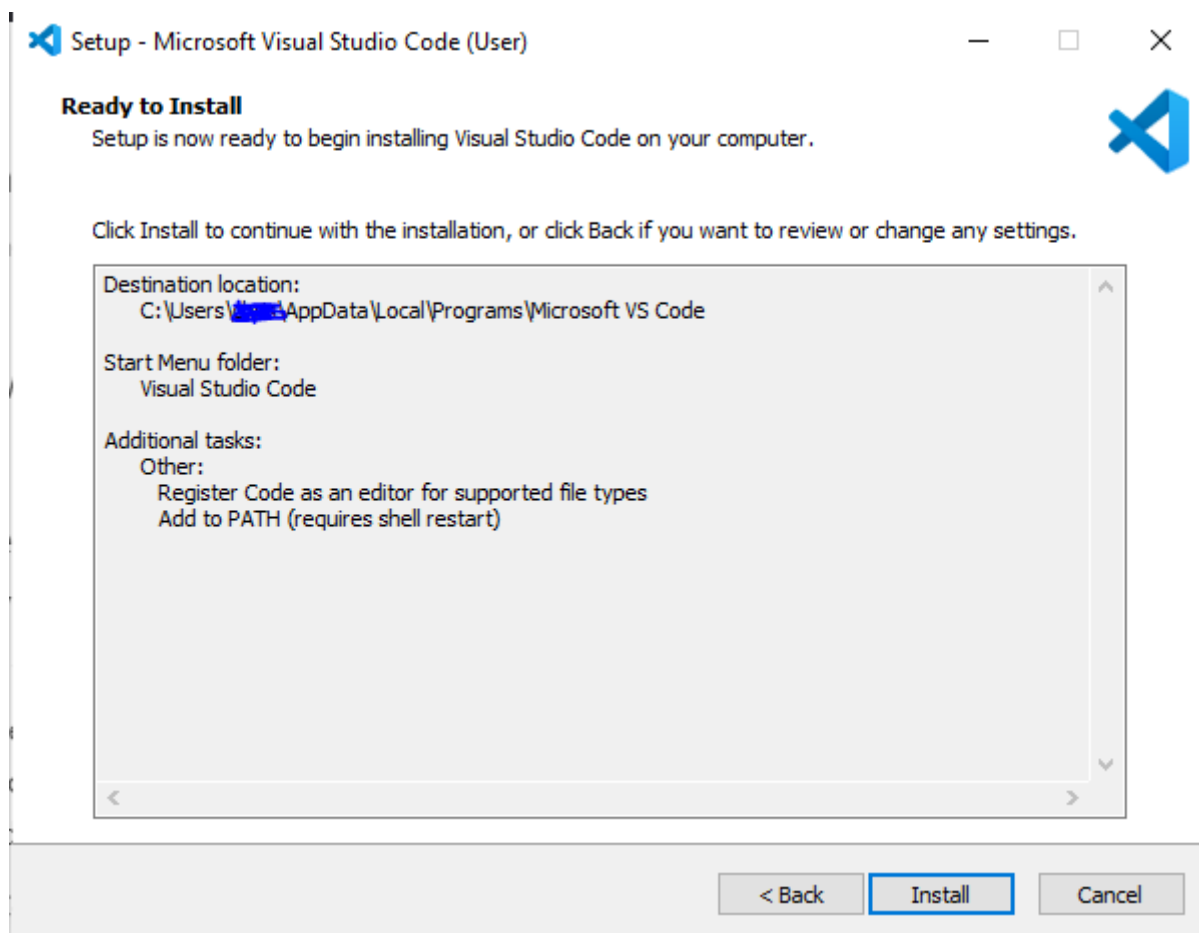 Setup - Microsoft Visual Studio Code (User)
Ready to Install
Setup is now ready to begin installing Visual Studio Code on your computer.
Click Install to continue with the installation, or click Back if you want to review or change any settings.
Destination location:
C:\Users\ \AppData\Local\Programs\Microsoft VS Code
Start Menu folder:
Visual Studio Code
Additional tasks:
Other:
Register Code as an editor for supported file types
Add to PATH (requires shell restart)
< Back
Install
Cancel